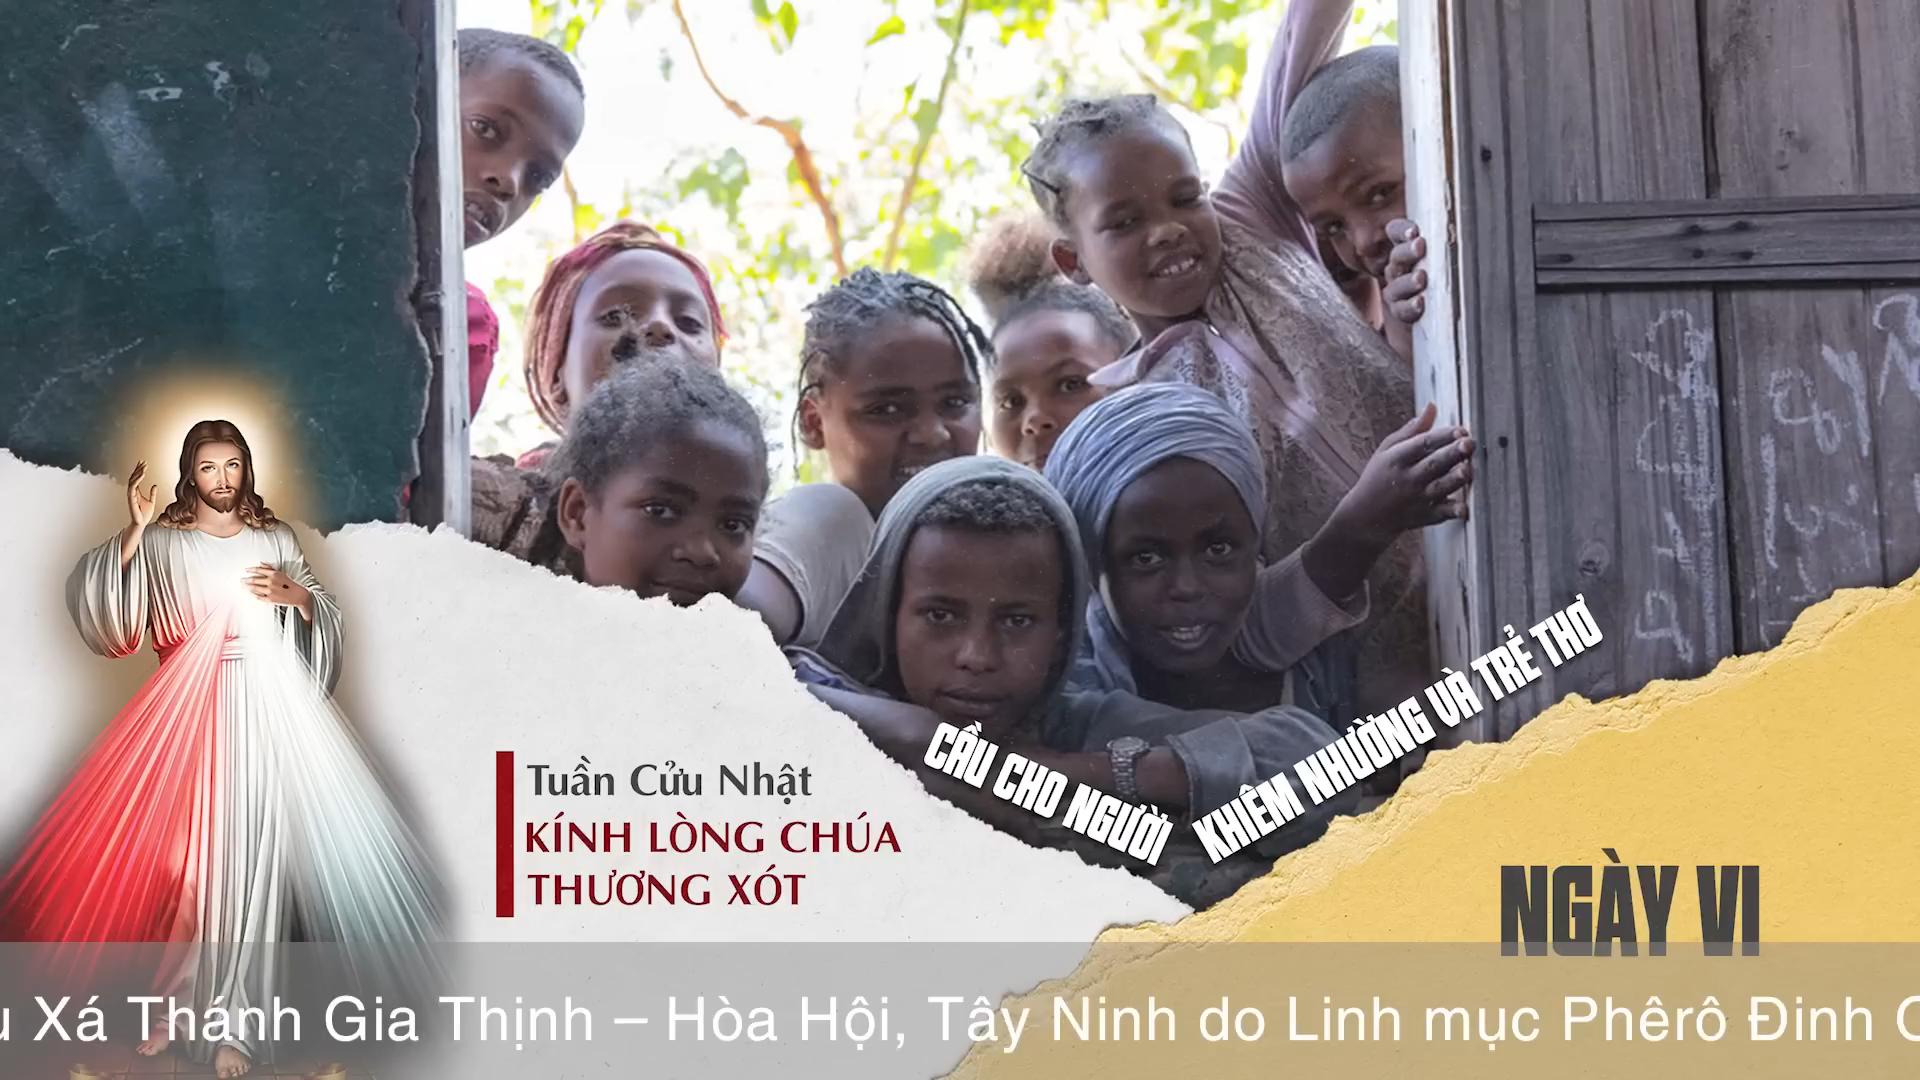 CẦU CHO NGƯỜI
KHIÊM NHƯỜNG VÀ TRẺ THƠ
Tuần Cửu Nhật
KÍNH LÒNG CHÚA
THƯƠNG XÓT
NGÀY VI
Xá Thánh Gia Thịnh – Hòa Hội, Tây Ninh do Linh mục Phêrô Đinh